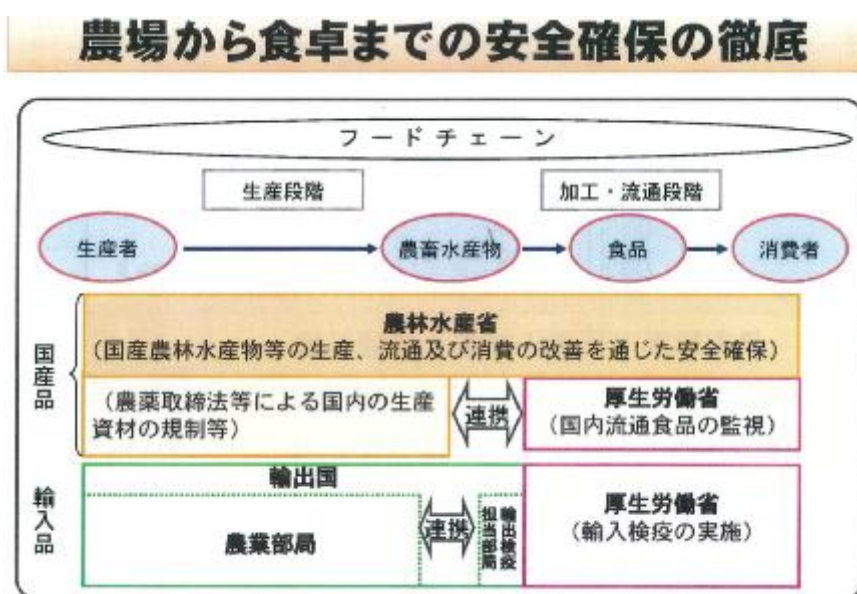 農場から食卓までの安全確保の徹底
フードチェーン
生産段階
加工・流通段階
生産者
農畜水産物
食品
消費者
国産品
農林水産省
(国産農林水産物等の生産、流通及び消費の改善を通じた安全確保)
(農薬取締法等による国内の生産
資材の規制等)
連携
厚生労働省
(国内流通食品の監視)
輸入品
輸出国
農業部局
連携
輸出検疫
担当部局
厚生労働省
(輸入検疫の実施)